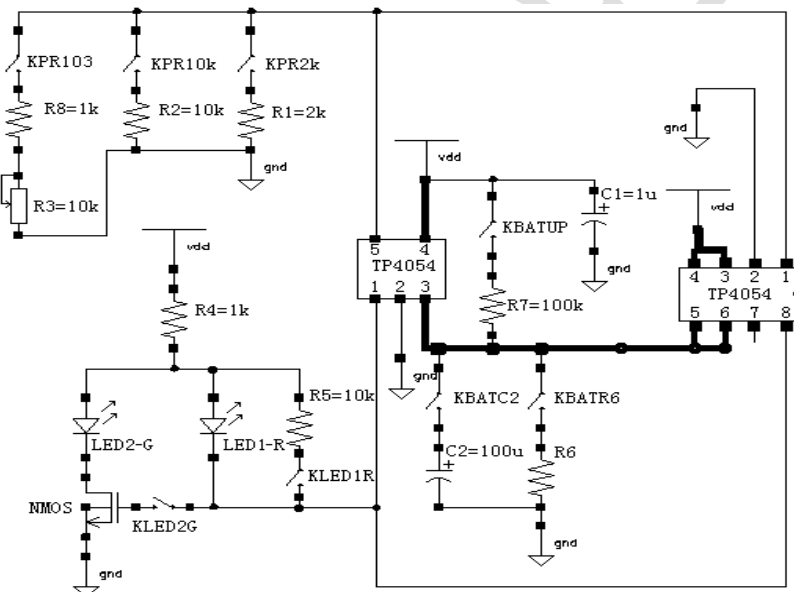 KPR103
KPR10k
KPR2k
R8=1k
R2=10k
R1=2k
gnd
R3=10k
vdd
C1=1u
gnd
KBATUP
vdd
gnd
vdd
5 4
TP4054
1 2 3
R7=100k
4 3 2 1
TP4054
5 6 7 8
R4=1k
gnd
R5=10k
KBATC2
KBATR6
LED2-G
LED1-R
KLED1R
C2=100u
R6
NMOS
KLED2G
gnd
gnd